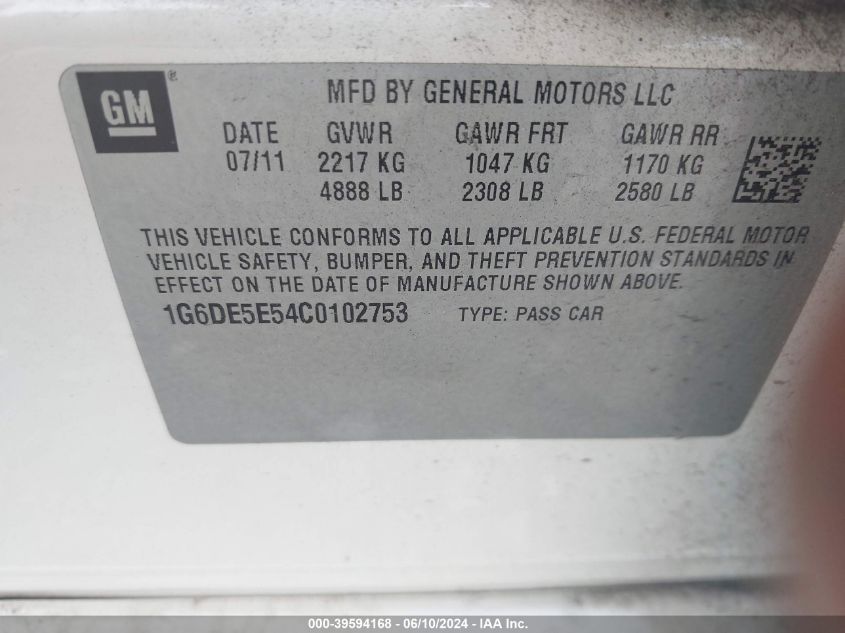 GM ®
MFD BY GENERAL MOTORS LLC
DATE GVWR GAWR FRT GAWR RR
07/11 2217 KG 1047 KG 1170 KG
4888 LB 2308 LB 2580 LB
THIS VEHICLE CONFORMS TO ALL APPLICABLE U.S. FEDERAL MOTOR
VEHICLE SAFETY, BUMPER, AND THEFT PREVENTION STANDARDS IN
EFFECT ON THE DATE OF MANUFACTURE SHOWN ABOVE.
1G6DE5E54C0102753 TYPE: PASS CAR
000-39594168 - 06/10/2024 - IAA Inc.